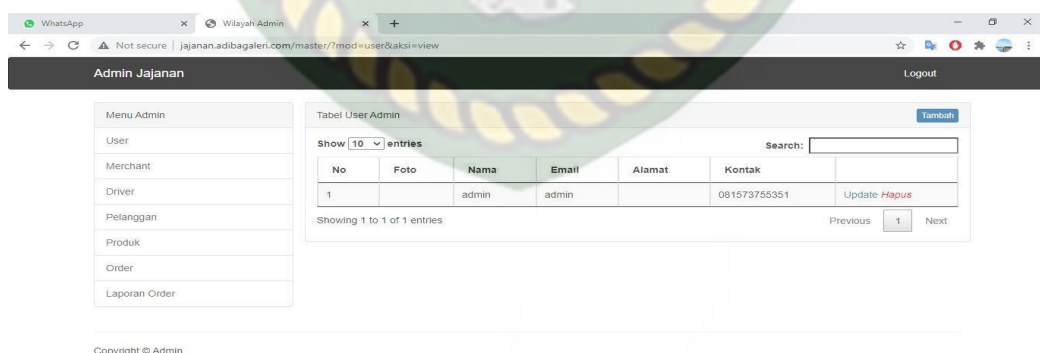 WhatsApp
Wilayah Admin
Not secure | jajanan.adibagaleri.com/master/?mod=user&aksi=view
Admin Jajanan
Logout
Menu Admin
User
Merchant
Driver
Pelanggan
Produk
Order
Laporan Order
Tabel User Admin
Tambah
Show 10 entries
Search:
No Foto Nama Email Alamat Kontak
1 admin admin 081573755351 Update Hapus
Showing 1 to 1 of 1 entries
Previous 1 Next
Copyright © Admin